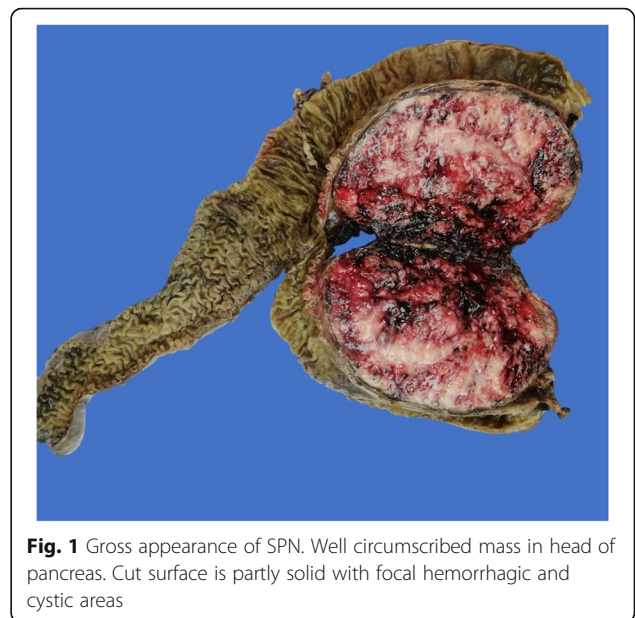 Fig. 1 Gross appearance of SPN. Well circumscribed mass in head of
pancreas. Cut surface is partly solid with focal hemorrhagic and
cystic areas